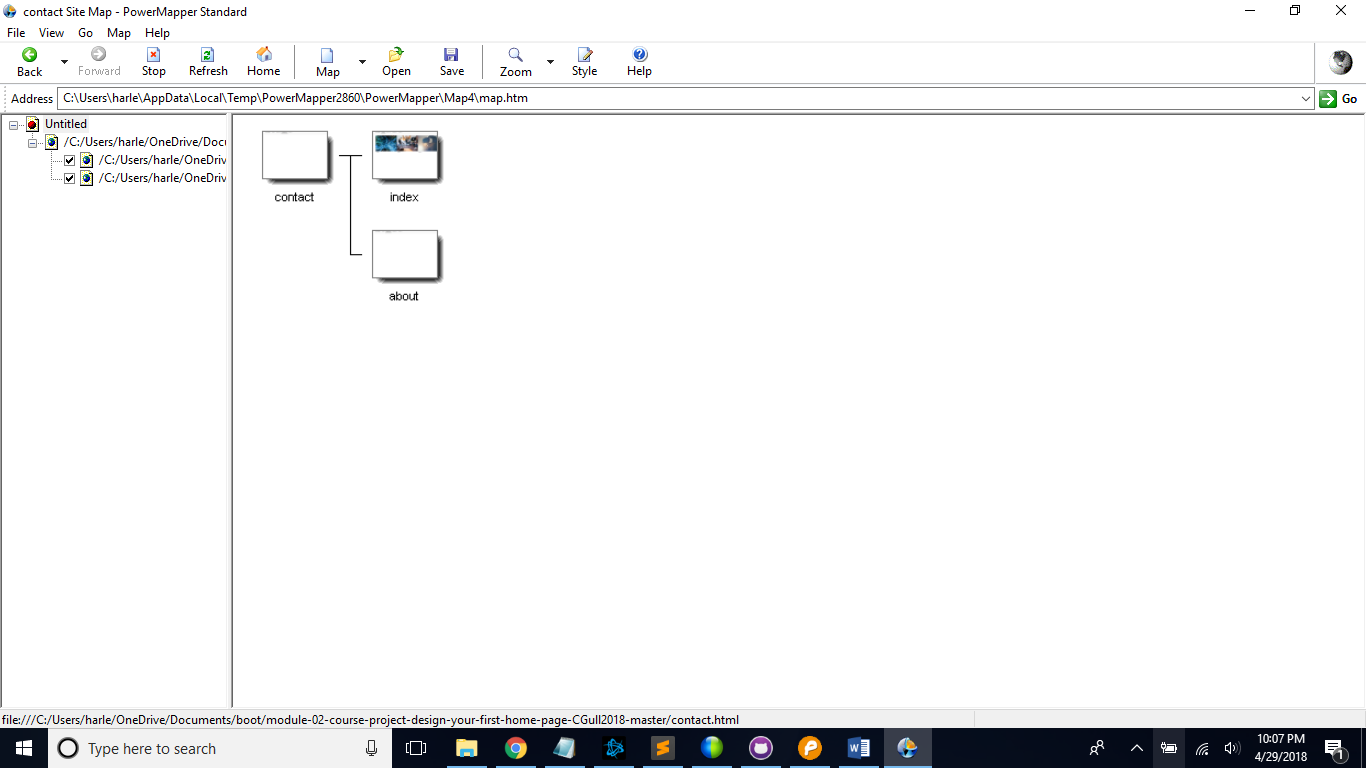 contact Site Map - PowerMapper Standard
File View Go Map Help
Back Forward Stop Refresh Home Map Open Save Zoom Style Help
Address C:\Users\harle\AppData\Local\Temp\PowerMapper2860\PowerMapper\Map4\map.htm Go
Untitled
/C:/Users/harle/OneDrive/Docu
/C:/Users/harle/OneDriv
/C:/Users/harle/OneDriv
contact index
about
file:///C:/Users/harle/OneDrive/Documents/boot/module-02-course-project-design-your-first-home-page-CGull2018-master/contact.html
Type here to search
10:07 PM
4/29/2018
1